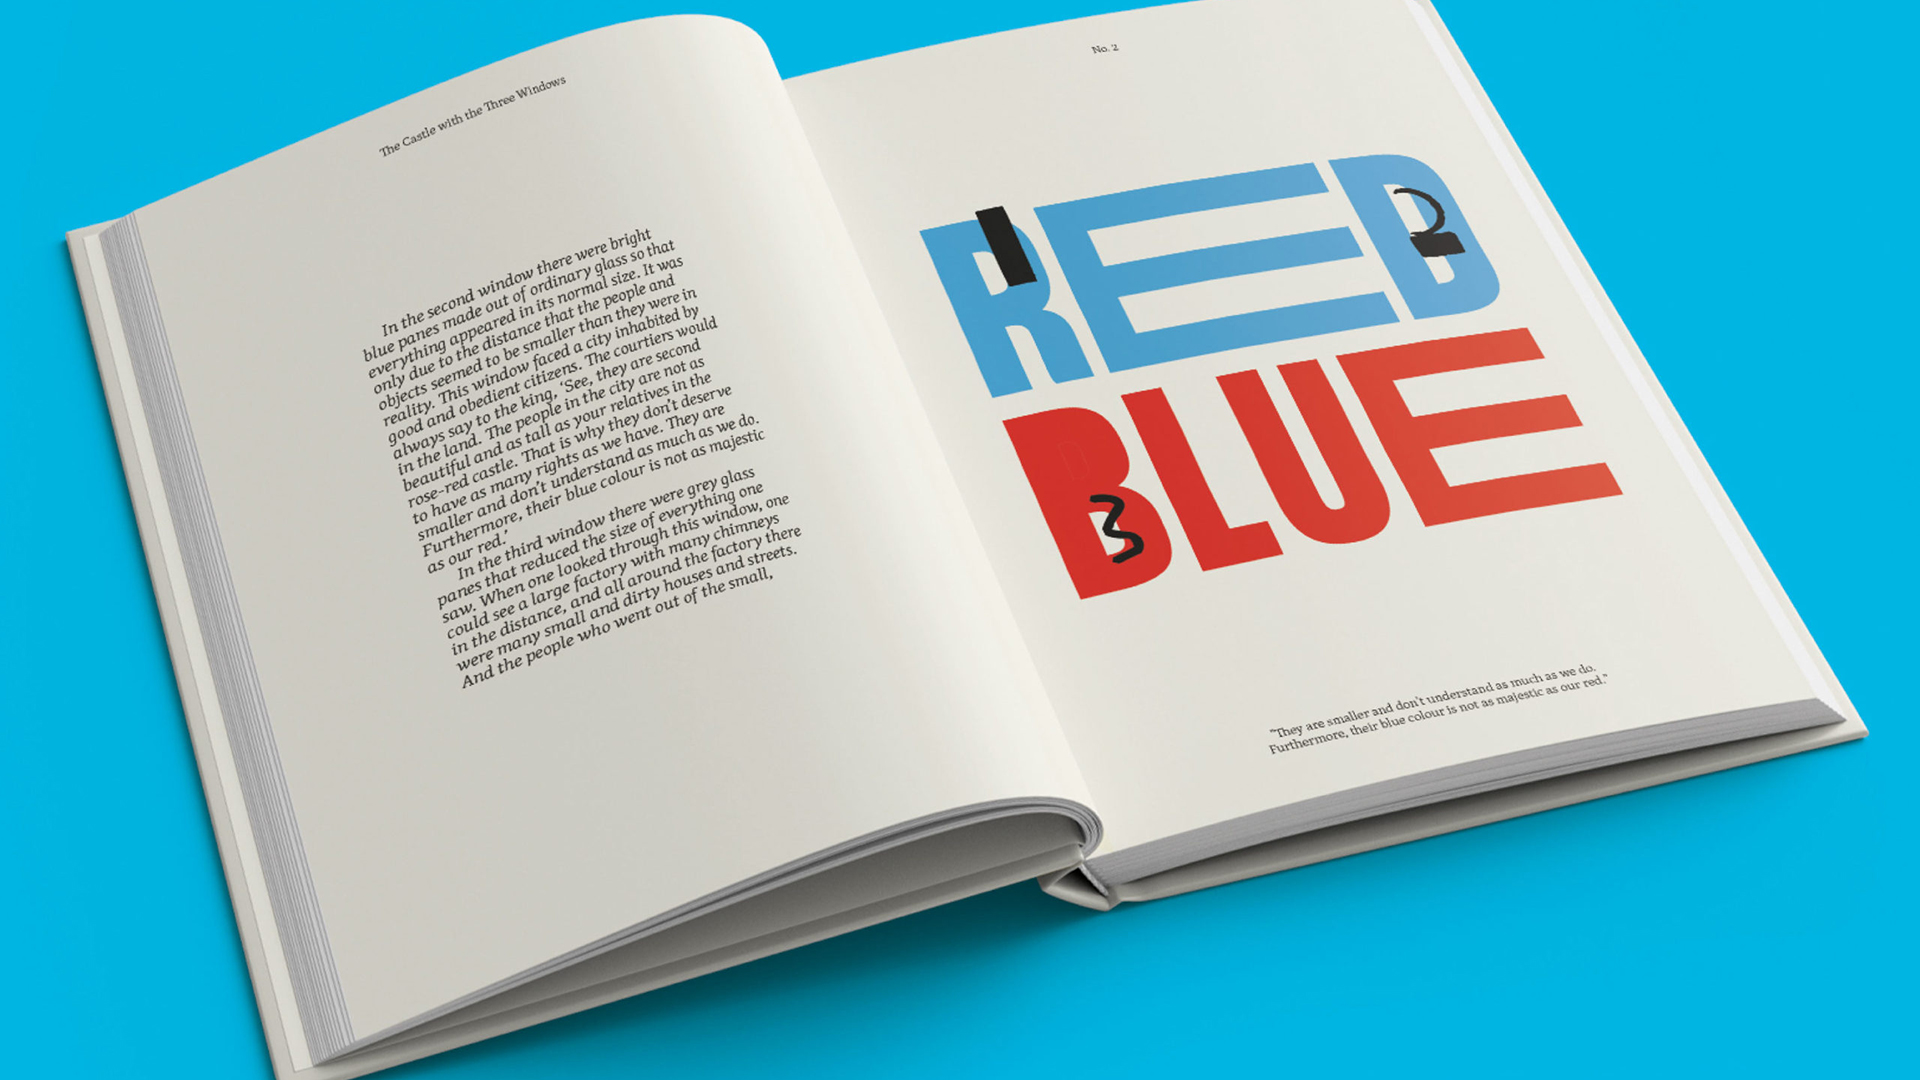 The Castle with the Three Windows
In the second window there were bright
blue panes made out of ordinary glass so that
everything appeared in its normal size. It was
only due to the distance that the people and
objects seemed to be smaller than they were in
reality. This window faced a city inhabited by
good and obedient citizens. The courtiers would
always say to the king, ‘See, they are second
in the land. The people in the city are not as
beautiful and as tall as your relatives in the
rose-red castle. That is why they don’t deserve
to have as many rights as we have. They are
smaller and don’t understand as much as we do.
Furthermore, their blue colour is not as majestic
as our red.’
In the third window there were grey glass
panes that reduced the size of everything one
saw. When one looked through this window, one
could see a large factory with many chimneys
in the distance, and all around the factory there
were many small and dirty houses and streets.
And the people who went out of the small,
No. 2
RED
BLUE
“They are smaller and don’t understand as much as we do.
Furthermore, their blue colour is not as majestic as our red.”